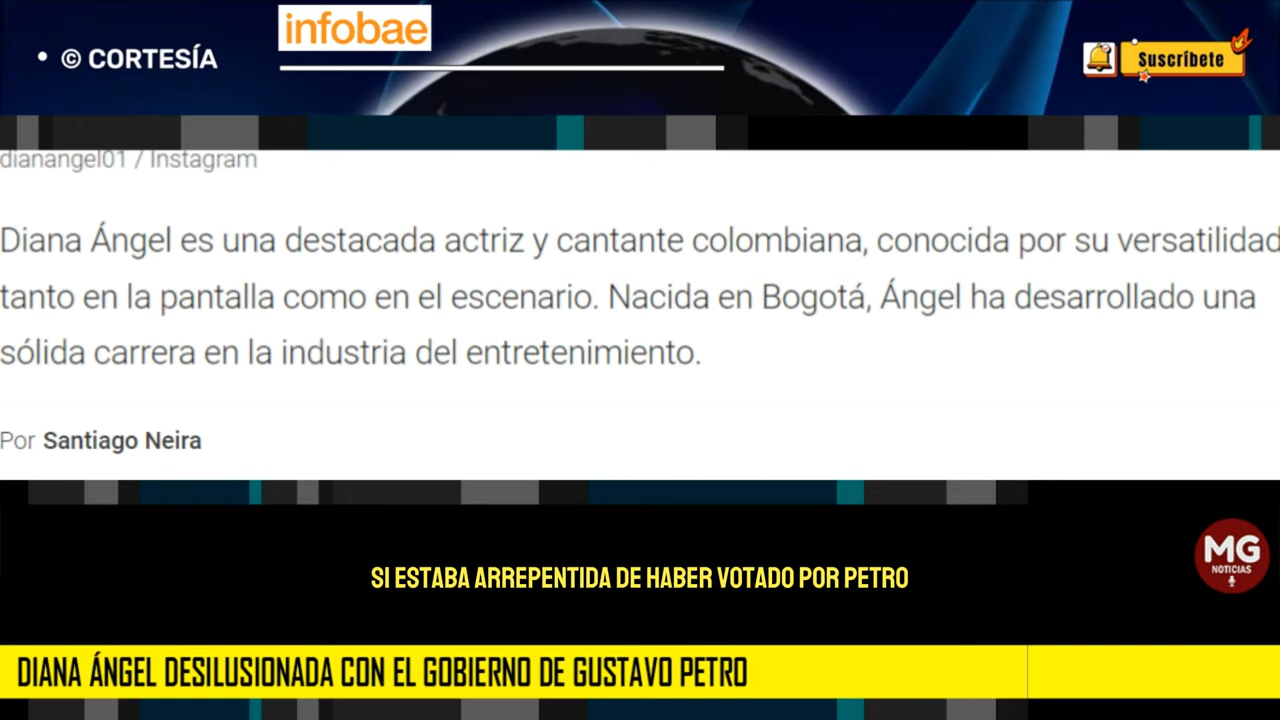 infobae
• © CORTESÍA
Suscríbete
dianangel01 / Instagram
Diana Ángel es una destacada actriz y cantante colombiana, conocida por su versatilidad
tanto en la pantalla como en el escenario. Nacida en Bogotá, Ángel ha desarrollado una
sólida carrera en la industria del entretenimiento.
Por Santiago Neira
MG
NOTICIAS
SI ESTABA ARREPENTIDA DE HABER VOTADO POR PETRO
DIANA ÁNGEL DESILUSIONADA CON EL GOBIERNO DE GUSTAVO PETRO